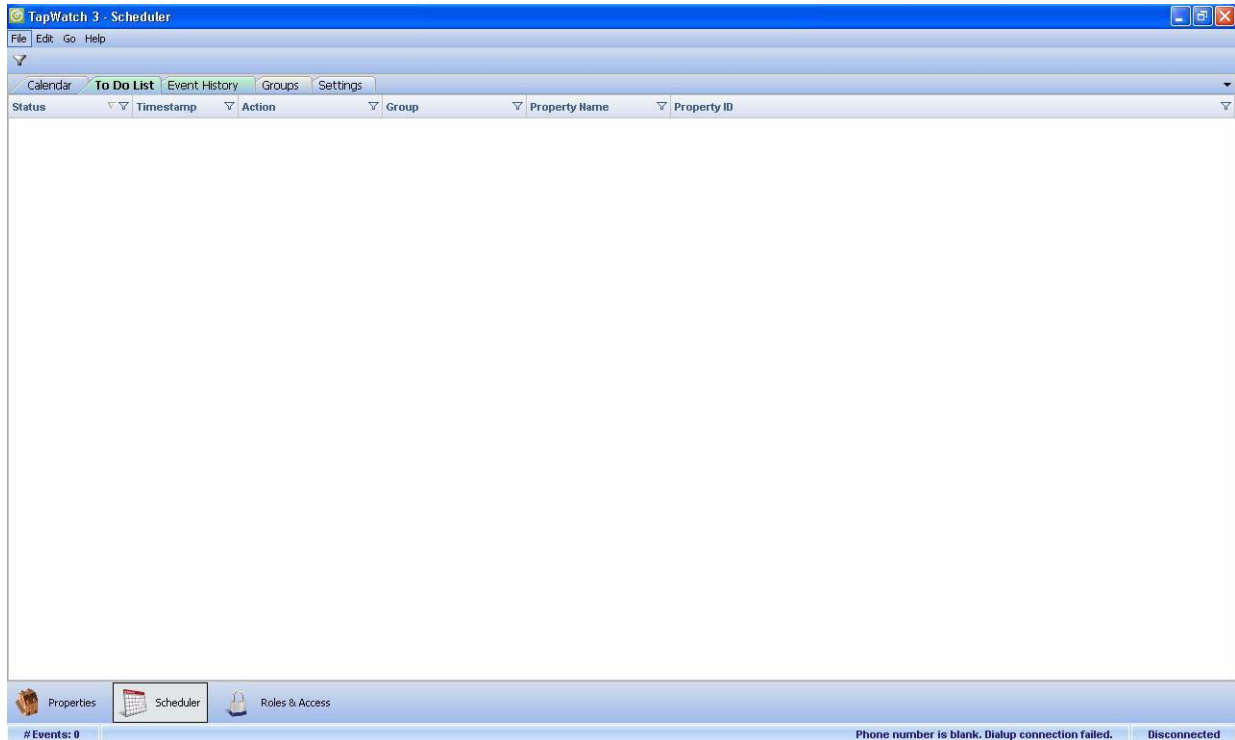 TapWatch 3 - Scheduler
File Edit Go Help
Calendar To Do List Event History Groups Settings
Status Timestamp Action Group Property Name Property ID
Properties Scheduler Roles & Access
# Events: 0 Phone number is blank. Dialup connection failed. Disconnected